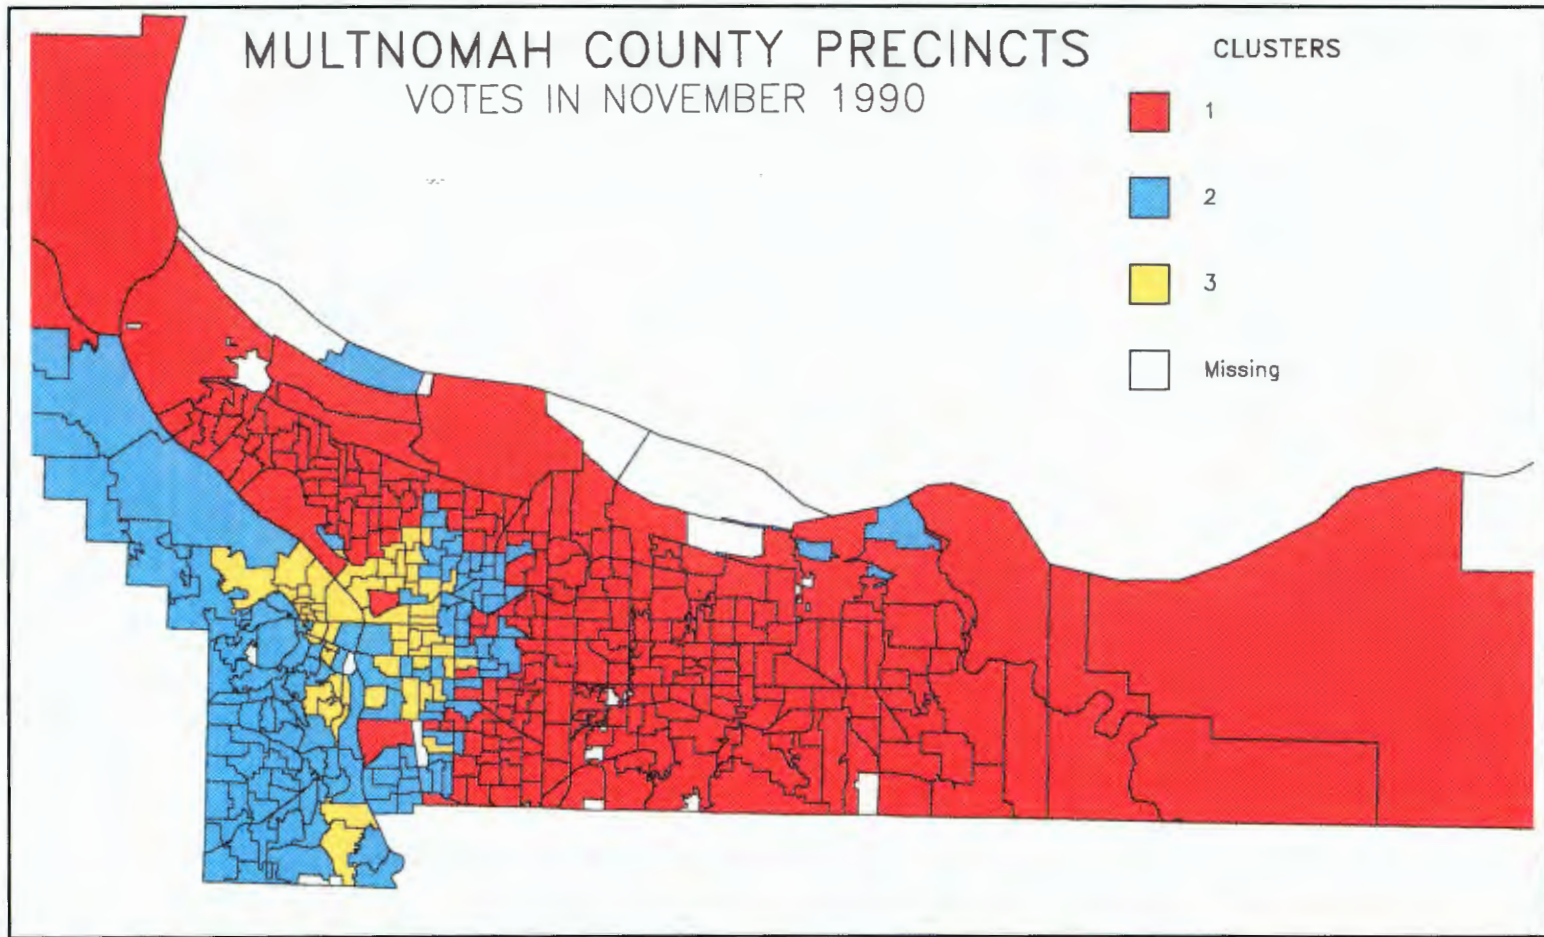 MULTNOMAH COUNTY PRECINCTS
VOTES IN NOVEMBER 1990
CLUSTERS
1
2
3
Missing